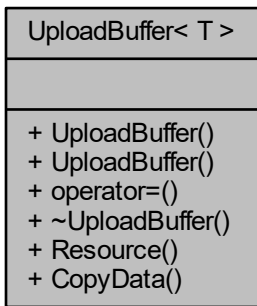 UploadBuffer< T >
+ UploadBuffer()
+ UploadBuffer()
+ operator=()
+ ~UploadBuffer()
+ Resource()
+ CopyData()